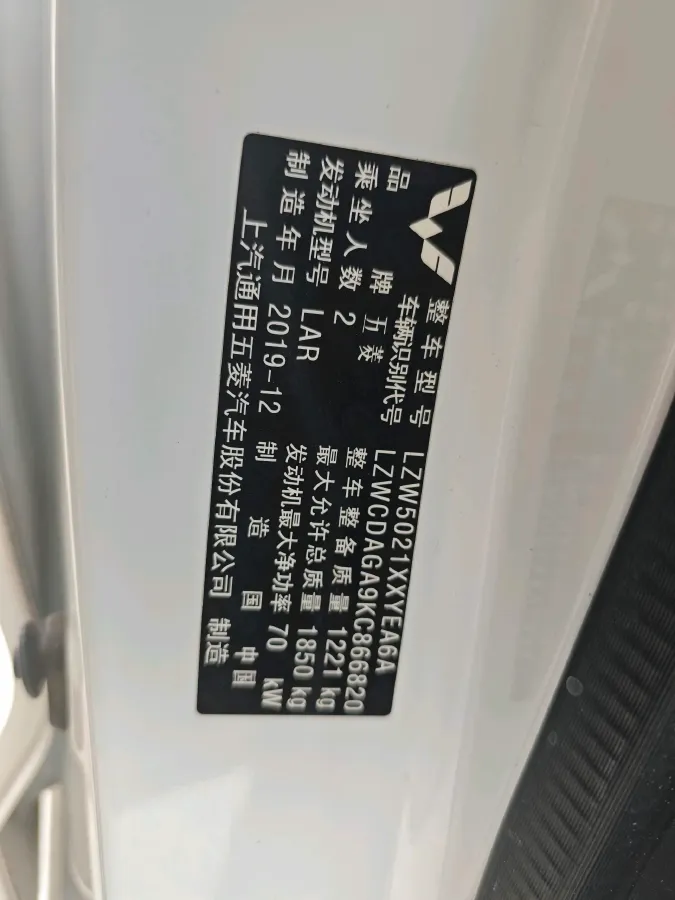 整车型号 LZW5021XXYEA6A
车辆识别代号 LZWCDAGA9KC866820
品牌 五菱 整车整备质量 1221 kg
乘坐人数 2 最大允许总质量 1850 kg
发动机型号 LAR 发动机最大净功率 70 kW
制造年月 2019-12 制造国 中国
上汽通用五菱汽车股份有限公司 制造